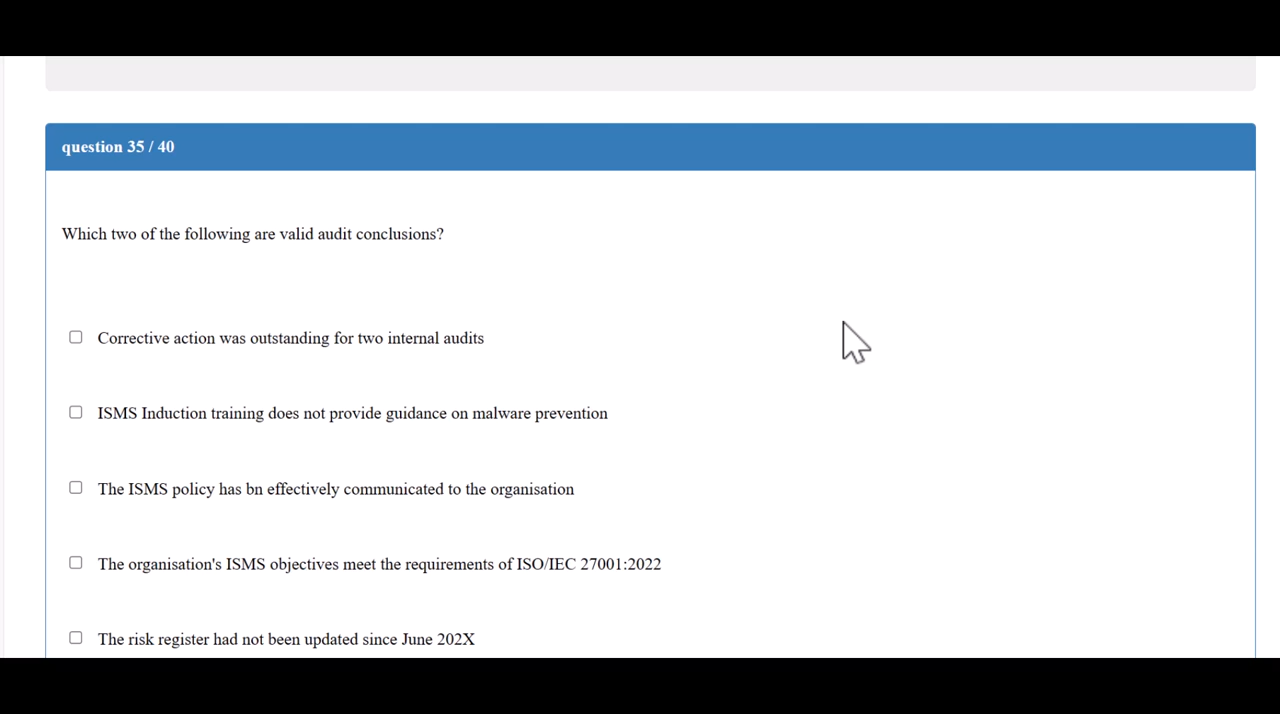 question 35 / 40
Which two of the following are valid audit conclusions?
Corrective action was outstanding for two internal audits
ISMS Induction training does not provide guidance on malware prevention
The ISMS policy has bn effectively communicated to the organisation
The organisation's ISMS objectives meet the requirements of ISO/IEC 27001:2022
The risk register had not been updated since June 202X